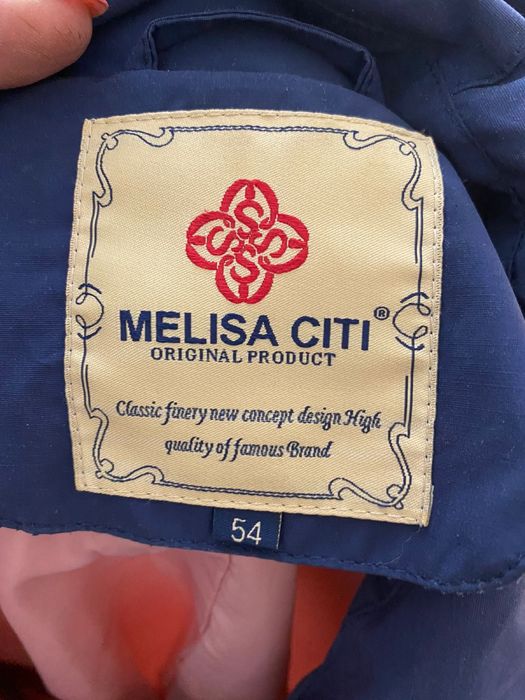 MELISA CITI®
ORIGINAL PRODUCT
Classic finery new concept design High
quality of famous Brand
54